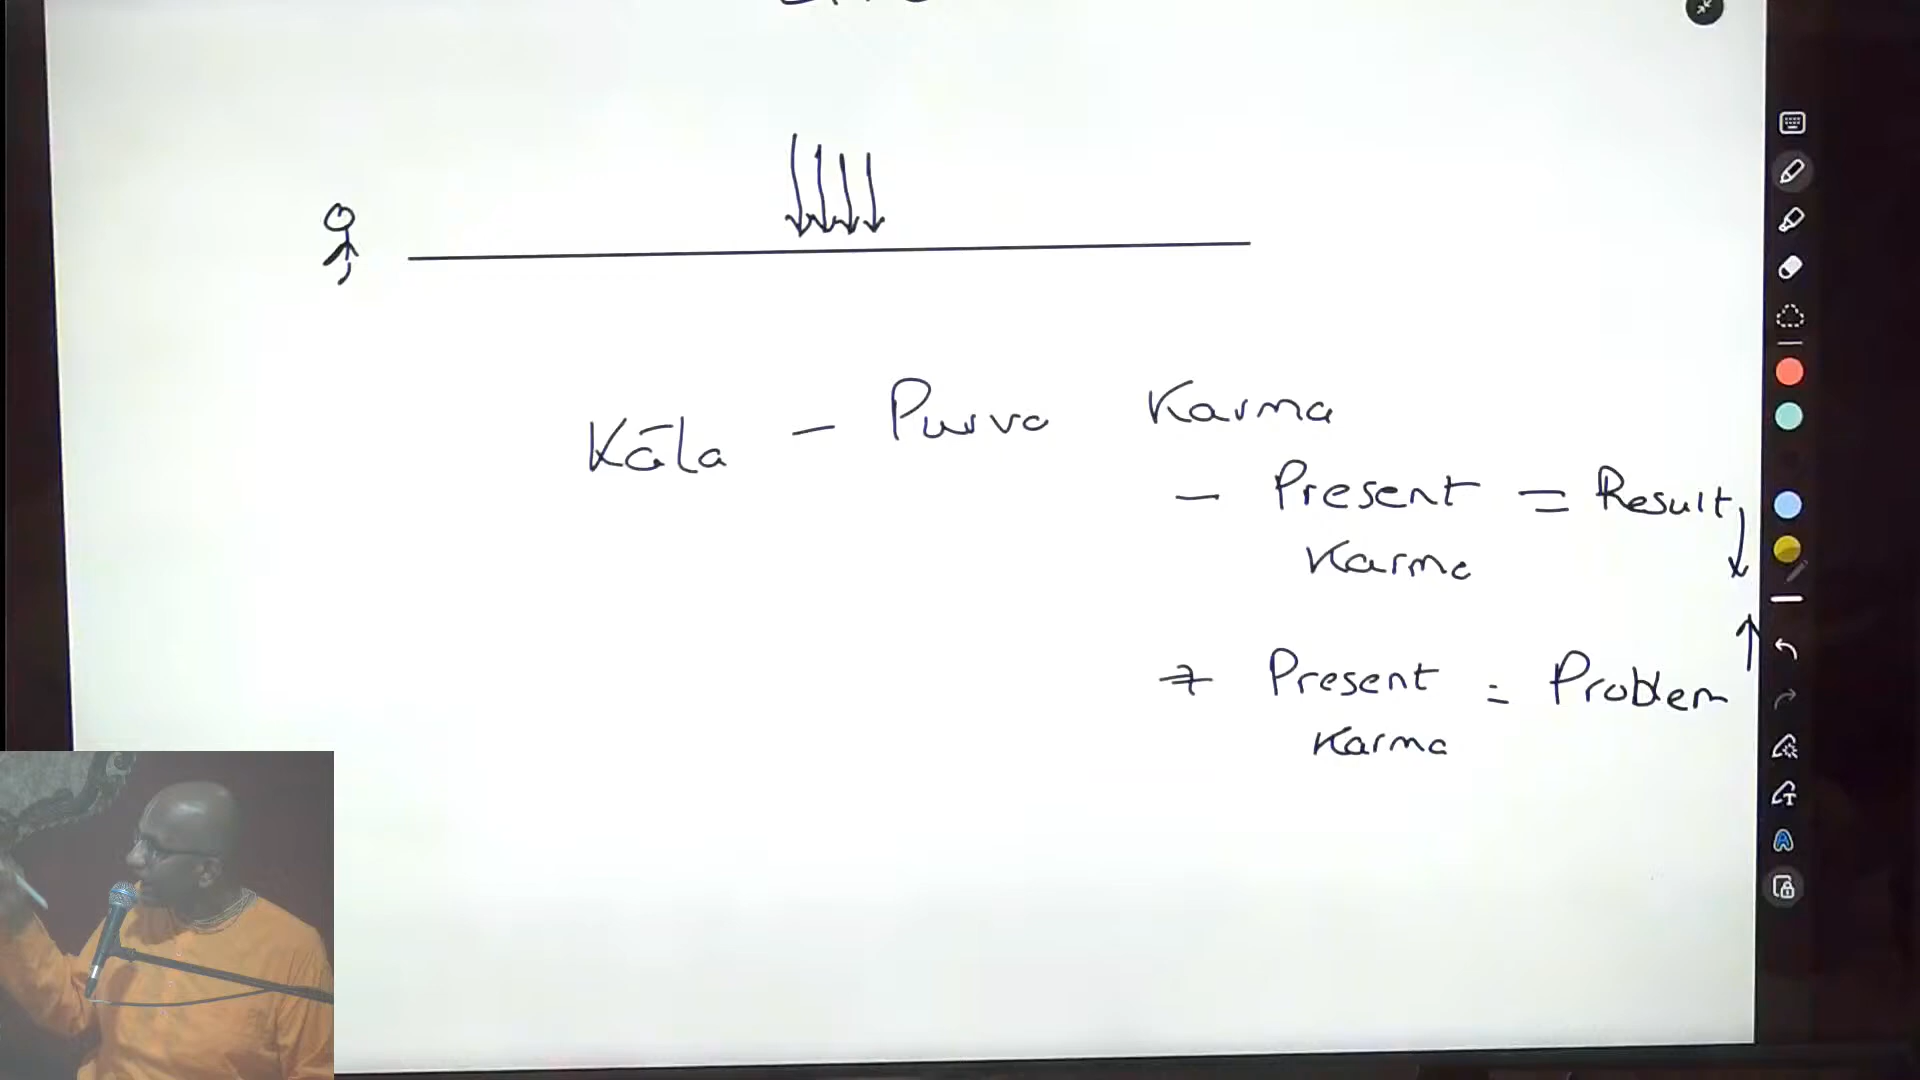 Kāla - Purva Karma
- Present = Result
Karma
+ Present = Problem
Karma